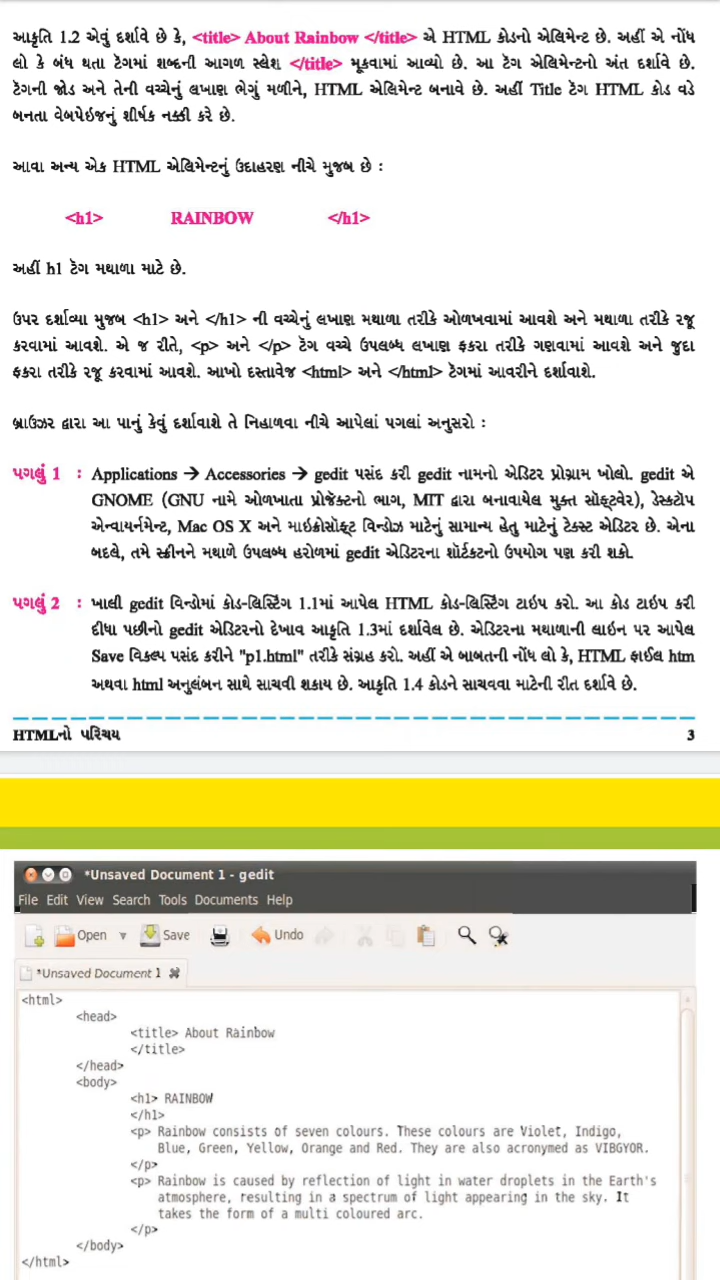 આકૃતિ 1.2 એવું દર્શાવે છે કે, <title> About Rainbow </title> એ HTML કોડનો એલિમેન્ટ છે. અહીં એ નોંધ
લો કે બંધ થતા ટૅગમાં શબ્દની આગળ સ્લેશ </title> મૂકવામાં આવ્યો છે. આ ટૅગ એલિમેન્ટનો અંત દર્શાવે છે.
ટૅગની જોડ અને તેની વચ્ચેનું લખાણ ભેગું મળીને, HTML એલિમેન્ટ બનાવે છે. અહીં Title ટૅગ HTML કોડ વડે
બનતા વેબપેઇજનું શીર્ષક નક્કી કરે છે.
આવા અન્ય એક HTML એલિમેન્ટનું ઉદાહરણ નીચે મુજબ છે :
<h1> RAINBOW </h1>
અહીં h1 ટૅગ મથાળા માટે છે.
ઉપર દર્શાવ્યા મુજબ <h1> અને </h1> ની વચ્ચેનું લખાણ મથાળા તરીકે ઓળખવામાં આવશે અને મથાળા તરીકે રજૂ
કરવામાં આવશે. એ જ રીતે, <p> અને </p> ટૅગ વચ્ચે ઉપલબ્ધ લખાણ ફકરા તરીકે ગણવામાં આવશે અને જુદા
ફકરા તરીકે રજૂ કરવામાં આવશે. આખો દસ્તાવેજ <html> અને </html> ટૅગમાં આવરીને દર્શાવાશે.
બ્રાઉઝર દ્વારા આ પાનું કેવું દર્શાવાશે તે નિહાળવા નીચે આપેલાં પગલાં અનુસરો :
પગલું 1 : Applications → Accessories → gedit પસંદ કરી gedit નામનો એડિટર પ્રોગ્રામ ખોલો. gedit એ
GNOME (GNU નામે ઓળખાતા પ્રોજેક્ટનો ભાગ, MIT દ્વારા બનાવાયેલ મુક્ત સૉફ્ટવેર), ડેસ્કટોપ
એન્વાયર્નમેન્ટ, Mac OS X અને માઇક્રોસૉફ્ટ વિન્ડોઝ માટેનું સામાન્ય હેતુ માટેનું ટેક્સ્ટ એડિટર છે. એના
બદલે, તમે સ્ક્રીનને મથાળે ઉપલબ્ધ હરોળમાં gedit એડિટરના શૉર્ટકટનો ઉપયોગ પણ કરી શકો.
પગલું 2 : ખાલી gedit વિન્ડોમાં કોડ-લિસ્ટિંગ 1.1માં આપેલ HTML કોડ-લિસ્ટિંગ ટાઇપ કરો. આ કોડ ટાઇપ કરી
દીધા પછીનો gedit એડિટરનો દેખાવ આકૃતિ 1.3માં દર્શાવેલ છે. એડિટરના મથાળાની લાઇન પર આપેલ
Save વિકલ્પ પસંદ કરીને "p1.html" તરીકે સંગ્રહ કરો. અહીં એ બાબતની નોંધ લો કે, HTML ફાઈલ htm
અથવા html અનુલંબન સાથે સાચવી શકાય છે. આકૃતિ 1.4 કોડને સાચવવા માટેની રીત દર્શાવે છે.
HTMLનો પરિચય 3
*Unsaved Document 1 - gedit
File Edit View Search Tools Documents Help
Open Save Undo
*Unsaved Document 1
<html>
<head>
<title> About Rainbow
</title>
</head>
<body>
<h1> RAINBOW
</h1>
<p> Rainbow consists of seven colours. These colours are Violet, Indigo,
Blue, Green, Yellow, Orange and Red. They are also acronymed as VIBGYOR.
</p>
<p> Rainbow is caused by reflection of light in water droplets in the Earth's
atmosphere, resulting in a spectrum of light appearing in the sky. It
takes the form of a multi coloured arc.
</p>
</body>
</html>